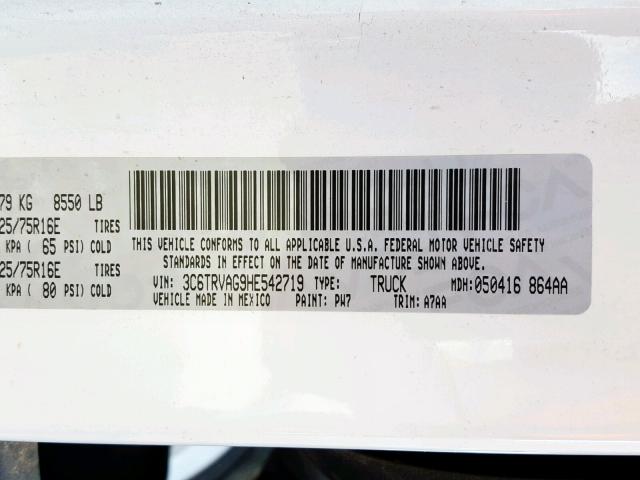 79 KG 8550 LB
25/75R16E TIRES
KPA ( 65 PSI) COLD
25/75R16E TIRES
KPA ( 80 PSI) COLD
THIS VEHICLE CONFORMS TO ALL APPLICABLE U.S.A. FEDERAL MOTOR VEHICLE SAFETY
STANDARDS IN EFFECT ON THE DATE OF MANUFACTURE SHOWN ABOVE.
VIN: 3C6TRVAG9HE542719 TYPE: TRUCK MDH: 050416 864AA
VEHICLE MADE IN MEXICO PAINT: PW7 TRIM: A7AA